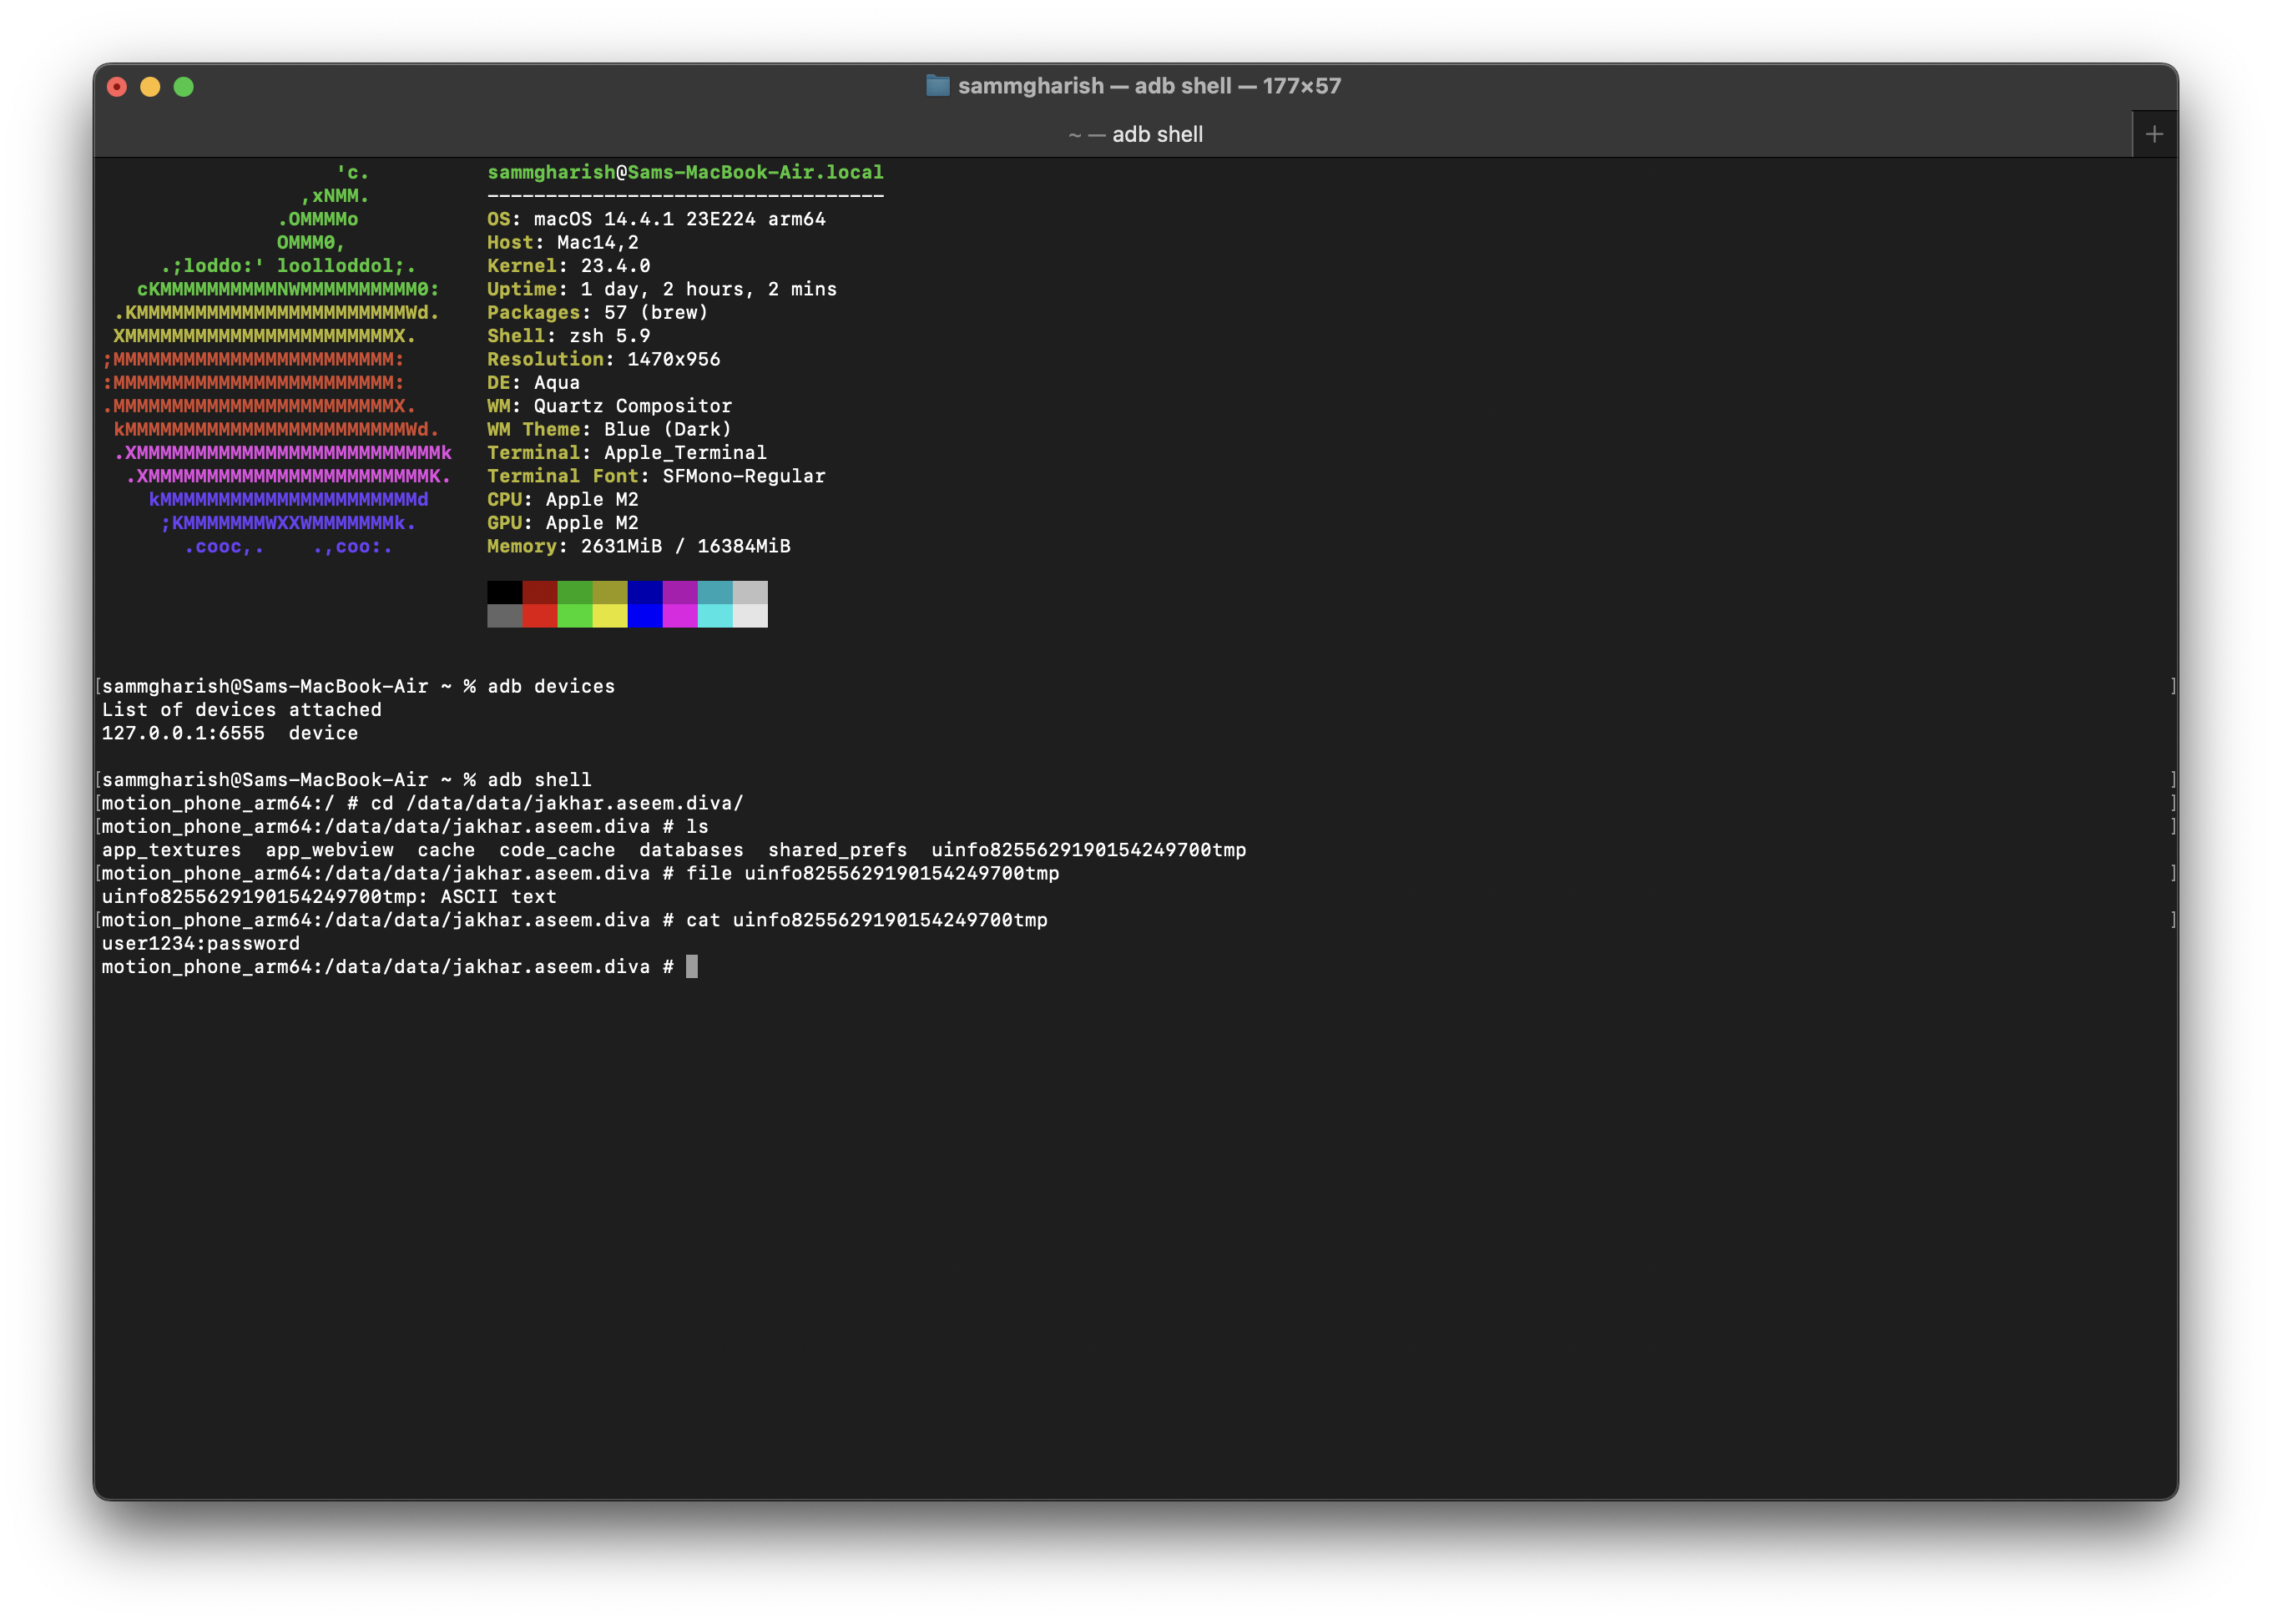 sammgharish — adb shell — 177×57
~ — adb shell
'c. sammgharish@Sams-MacBook-Air.local
,xNMM. ----------------------------------
.OMMMMo OS: macOS 14.4.1 23E224 arm64
OMMM0, Host: Mac14,2
.;loddo:' loolloddol;. Kernel: 23.4.0
cKMMMMMMMMMMNWMMMMMMMMMM0: Uptime: 1 day, 2 hours, 2 mins
.KMMMMMMMMMMMMMMMMMMMMMMMWd. Packages: 57 (brew)
XMMMMMMMMMMMMMMMMMMMMMMMX. Shell: zsh 5.9
;MMMMMMMMMMMMMMMMMMMMMMMM: Resolution: 1470x956
:MMMMMMMMMMMMMMMMMMMMMMMM: DE: Aqua
.MMMMMMMMMMMMMMMMMMMMMMMMX. WM: Quartz Compositor
kMMMMMMMMMMMMMMMMMMMMMMMMWd. WM Theme: Blue (Dark)
.XMMMMMMMMMMMMMMMMMMMMMMMMMMk Terminal: Apple_Terminal
.XMMMMMMMMMMMMMMMMMMMMMMMMK. Terminal Font: SFMono-Regular
kMMMMMMMMMMMMMMMMMMMMMMd CPU: Apple M2
;KMMMMMMMWXXWMMMMMMMk. GPU: Apple M2
.cooc,. .,coo:. Memory: 2631MiB / 16384MiB
[sammgharish@Sams-MacBook-Air ~ % adb devices ]
List of devices attached
127.0.0.1:6555 device
[sammgharish@Sams-MacBook-Air ~ % adb shell ]
[motion_phone_arm64:/ # cd /data/data/jakhar.aseem.diva/ ]
[motion_phone_arm64:/data/data/jakhar.aseem.diva # ls ]
app_textures app_webview cache code_cache databases shared_prefs uinfo8255629190154249700tmp
[motion_phone_arm64:/data/data/jakhar.aseem.diva # file uinfo8255629190154249700tmp ]
uinfo8255629190154249700tmp: ASCII text
[motion_phone_arm64:/data/data/jakhar.aseem.diva # cat uinfo8255629190154249700tmp ]
user1234:password
motion_phone_arm64:/data/data/jakhar.aseem.diva #